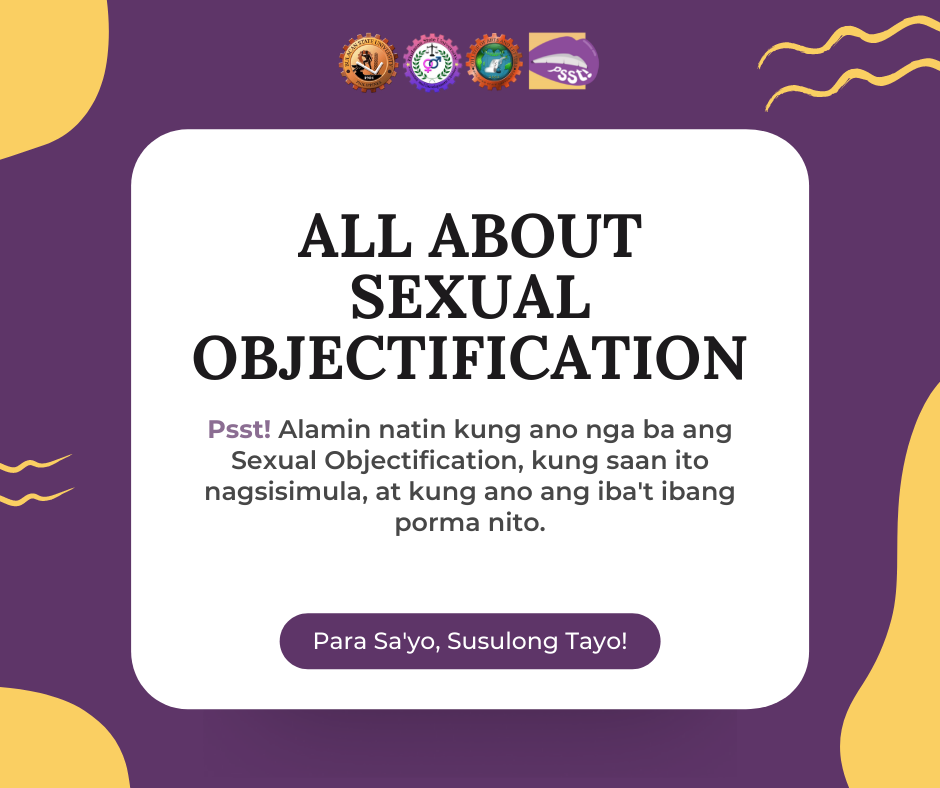 PSST!
ALL ABOUT
SEXUAL
OBJECTIFICATION
Psst! Alamin natin kung ano nga ba ang
Sexual Objectification, kung saan ito
nagsisimula, at kung ano ang iba't ibang
porma nito.
Para Sa'yo, Susulong Tayo!